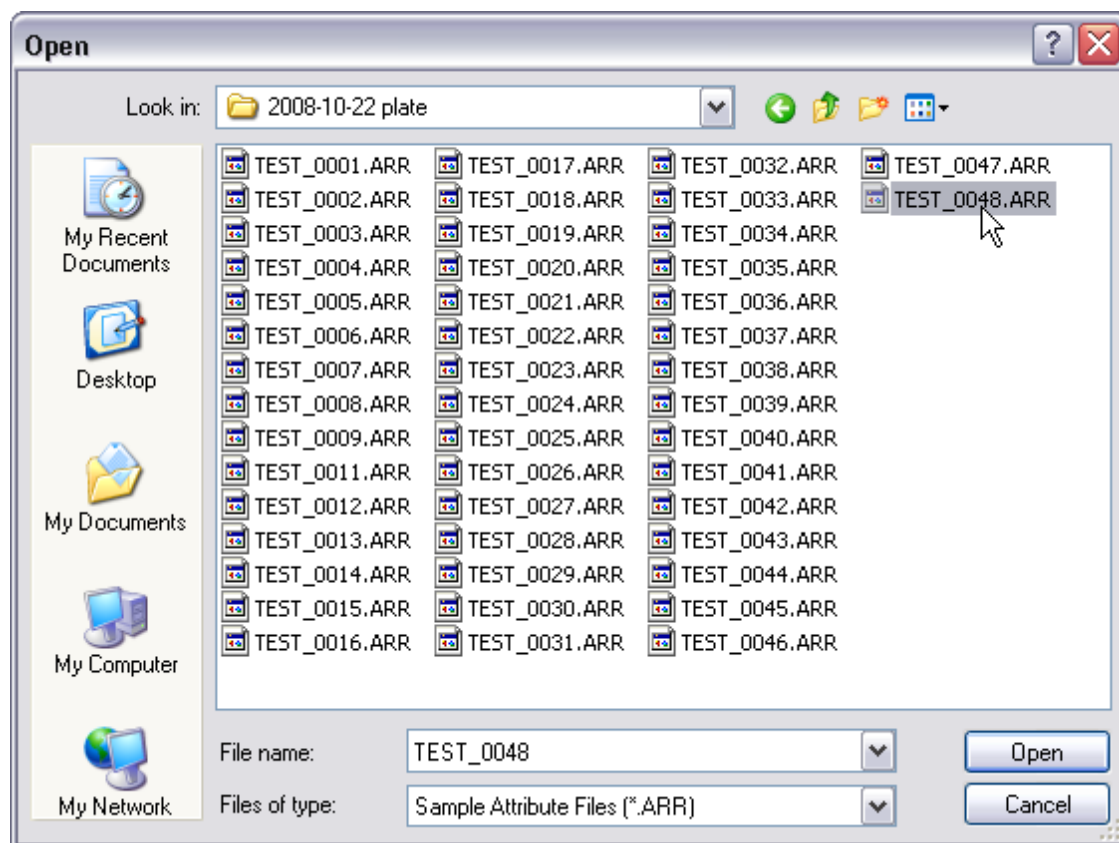 Open
Look in: 2008-10-22 plate
My Recent
Documents
Desktop
My Documents
My Computer
My Network
TEST_0001.ARR TEST_0017.ARR TEST_0032.ARR TEST_0047.ARR
TEST_0002.ARR TEST_0018.ARR TEST_0033.ARR TEST_0048.ARR
TEST_0003.ARR TEST_0019.ARR TEST_0034.ARR
TEST_0004.ARR TEST_0020.ARR TEST_0035.ARR
TEST_0005.ARR TEST_0021.ARR TEST_0036.ARR
TEST_0006.ARR TEST_0022.ARR TEST_0037.ARR
TEST_0007.ARR TEST_0023.ARR TEST_0038.ARR
TEST_0008.ARR TEST_0024.ARR TEST_0039.ARR
TEST_0009.ARR TEST_0025.ARR TEST_0040.ARR
TEST_0011.ARR TEST_0026.ARR TEST_0041.ARR
TEST_0012.ARR TEST_0027.ARR TEST_0042.ARR
TEST_0013.ARR TEST_0028.ARR TEST_0043.ARR
TEST_0014.ARR TEST_0029.ARR TEST_0044.ARR
TEST_0015.ARR TEST_0030.ARR TEST_0045.ARR
TEST_0016.ARR TEST_0031.ARR TEST_0046.ARR
File name: TEST_0048 Open
Files of type: Sample Attribute Files (*.ARR) Cancel